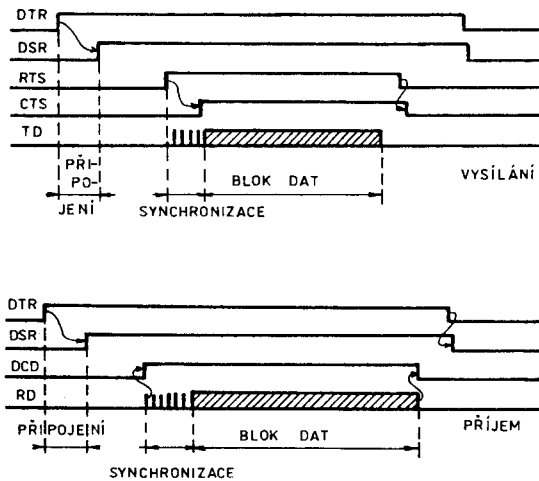 DTR
DSR
RTS
CTS
TD
PŘI-
PO-
JENÍ
BLOK DAT
VYSÍLÁNÍ
SYNCHRONIZACE
DTR
DSR
DCD
RD
PŘIPOJENÍ
BLOK DAT
PŘÍJEM
SYNCHRONIZACE